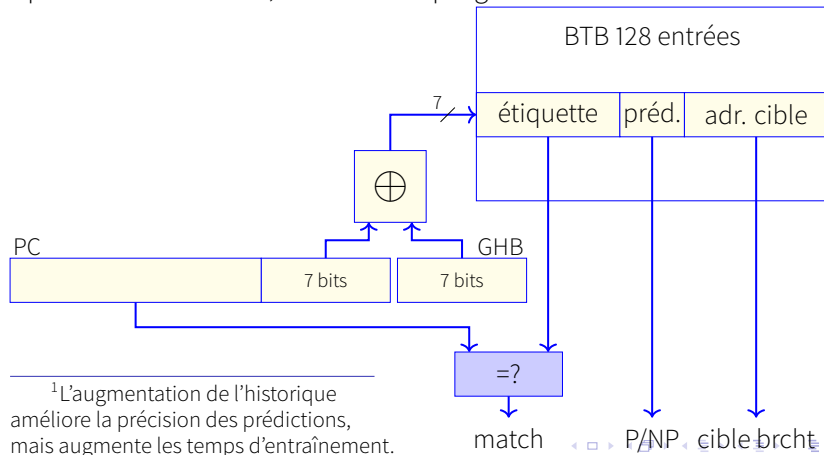 BTB 128 entrées
7
étiquette
préd.
adr. cible
PC
GHB
7 bits
7 bits
=?
1L'augmentation de l'historique
améliore la précision des prédictions,
mais augmente les temps d'entraînement.
match
P/NP
cible brcht